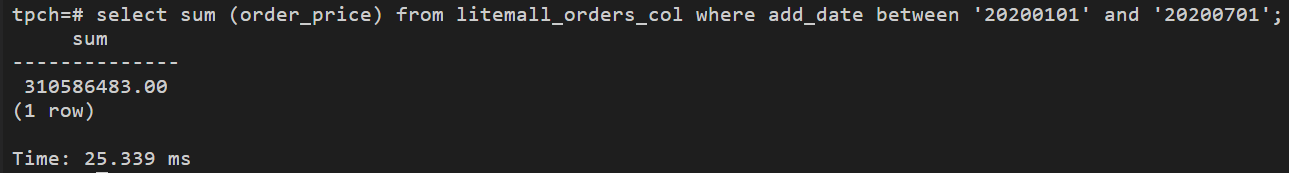 tpch=# select sum (order_price) from litemall_orders_col where add_date between '20200101' and '20200701';
sum
--------------
310586483.00
(1 row)
Time: 25.339 ms